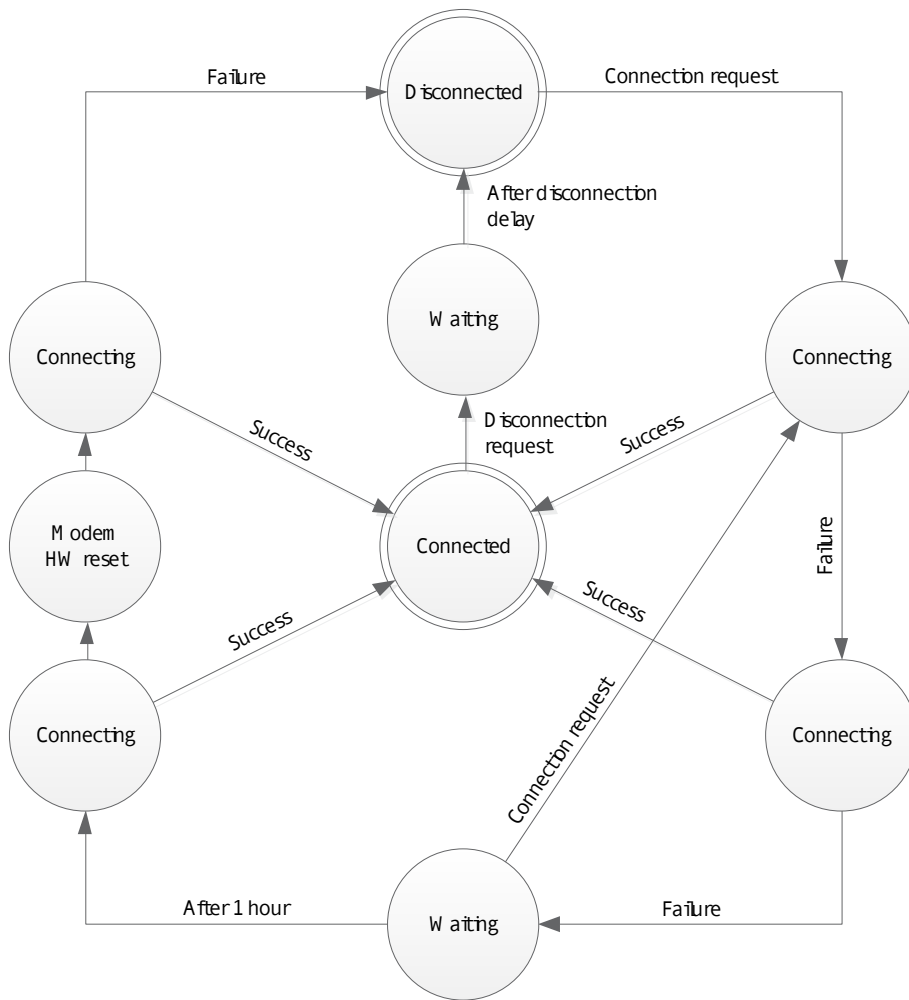 Failure
Disconnected
Connection request
After disconnection
delay
Waiting
Connecting
Connecting
Disconnection
request
Success
Success
Modem
HW reset
Connected
Failure
Success
Success
Connecting
Connecting
Connection request
After 1 hour
Waiting
Failure